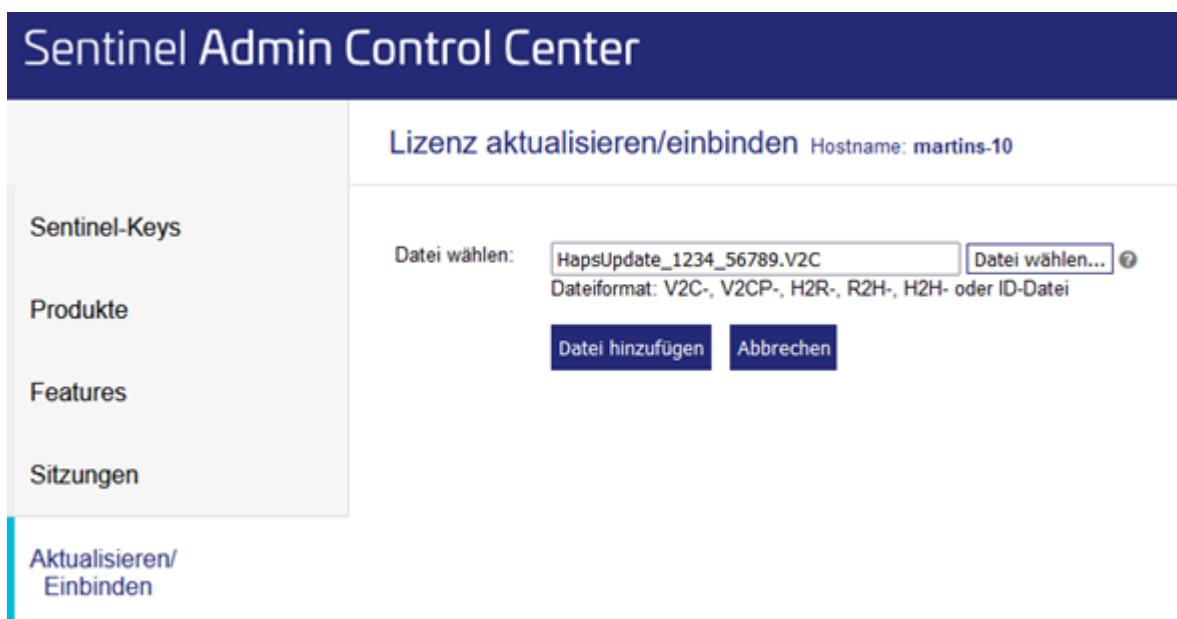 Sentinel Admin Control Center
Lizenz aktualisieren/einbinden Hostname: martins-10
Sentinel-Keys
Produkte
Features
Sitzungen
Aktualisieren/
Einbinden
Datei wählen: HapsUpdate_1234_56789.V2C Datei wählen... ?
Dateiformat: V2C-, V2CP-, H2R-, R2H-, H2H- oder ID-Datei
Datei hinzufügen Abbrechen